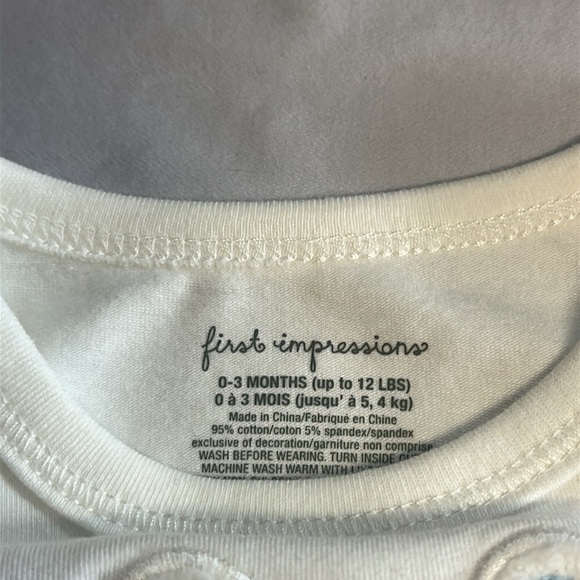 first impressions
0-3 MONTHS (up to 12 LBS)
0 à 3 MOIS (jusqu' à 5, 4 kg)
Made in China/Fabriqué en Chine
95% cotton/coton 5% spandex/spandex
exclusive of decoration/garniture non comprise
WASH BEFORE WEARING. TURN INSIDE OUT
MACHINE WASH WARM WITH